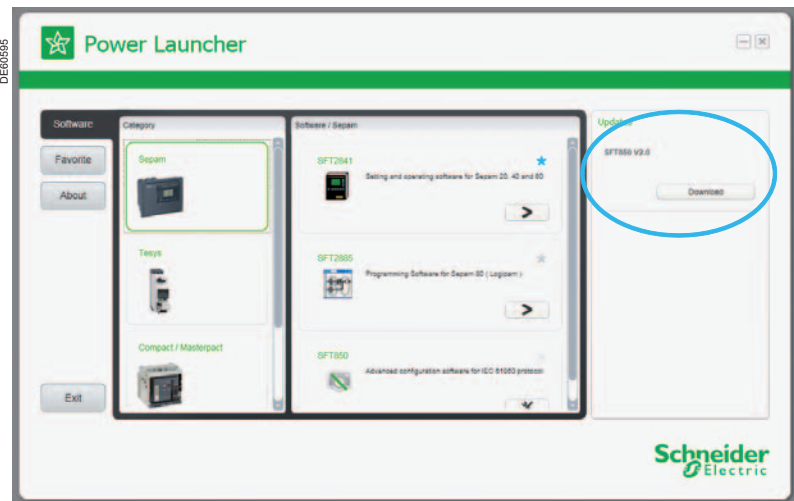 DE60595
Power Launcher
Software
Favorite
About
Exit
Category
Sepam
Tesys
Compact / Masterpact
Software / Sepam
SFT2841
Setting and operating software for Sepam 20, 40 and 80
>
SFT2885
Programming Software for Sepam 80 ( Logipam )
>
SFT850
Advanced configuration software for IEC 61850 protocol
Updates
SFT850 V2.0
Download
Schneider
Electric